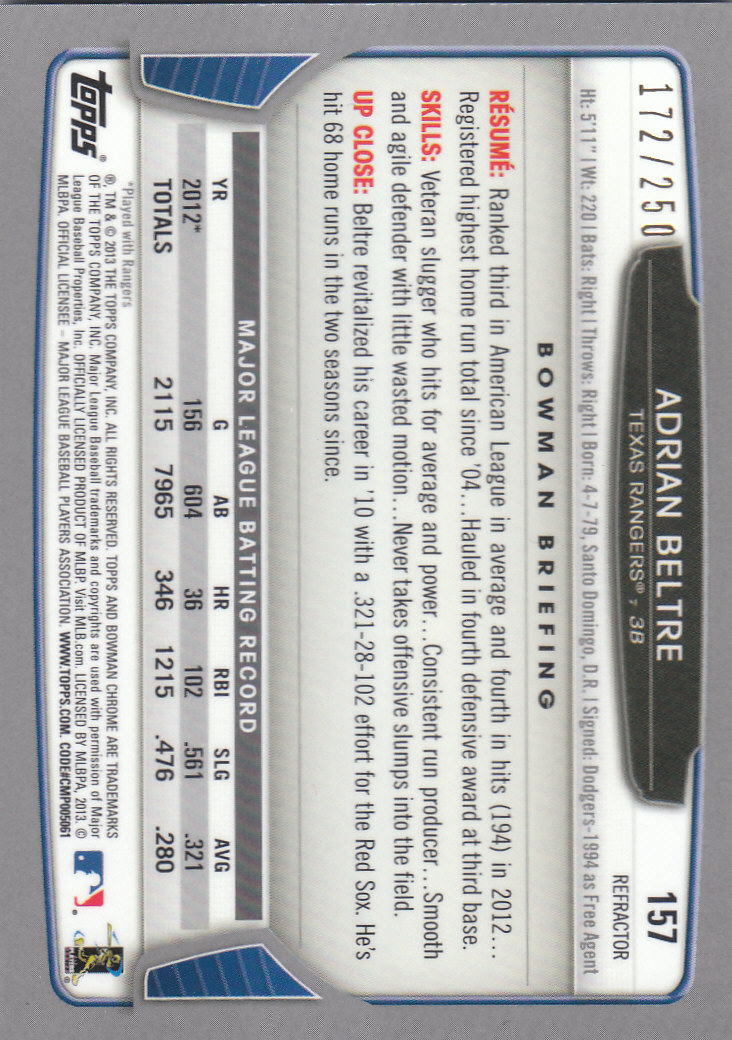 172/250
ADRIAN BELTRE
TEXAS RANGERS® 7 3B
157
REFRACTOR
Ht: 5'11" | Wt: 220 | Bats: Right | Throws: Right | Born: 4-7-79, Santo Domingo, D.R. | Signed: Dodgers-1994 as Free Agent
BOWMAN BRIEFING
RÉSUMÉ: Ranked third in American League in average and fourth in hits (194) in 2012...
Registered highest home run total since '04...Hauled in fourth defensive award at third base.
SKILLS: Veteran slugger who hits for average and power...Consistent run producer...Smooth
and agile defender with little wasted motion...Never takes offensive slumps into the field.
UP CLOSE: Beltre revitalized his career in '10 with a .321-28-102 effort for the Red Sox. He's
hit 68 home runs in the two seasons since.
MAJOR LEAGUE BATTING RECORD
YR G AB HR RBI SLG AVG
2012* 156 604 36 102 .561 .321
TOTALS 2115 7965 346 1215 .476 .280
*Played with Rangers
®, TM & © 2013 THE TOPPS COMPANY, INC. ALL RIGHTS RESERVED. TOPPS AND BOWMAN CHROME ARE TRADEMARKS
OF THE TOPPS COMPANY, INC. Major League Baseball trademarks and copyrights are used with permission of Major
League Baseball Properties, Inc. OFFICIALLY LICENSED PRODUCT OF MLBP. Visit MLB.com. LICENSED BY MLBPA, 2013. ©
MLBPA. OFFICIAL LICENSEE – MAJOR LEAGUE BASEBALL PLAYERS ASSOCIATION. WWW.TOPPS.COM. CODE#CMP005061
topps®